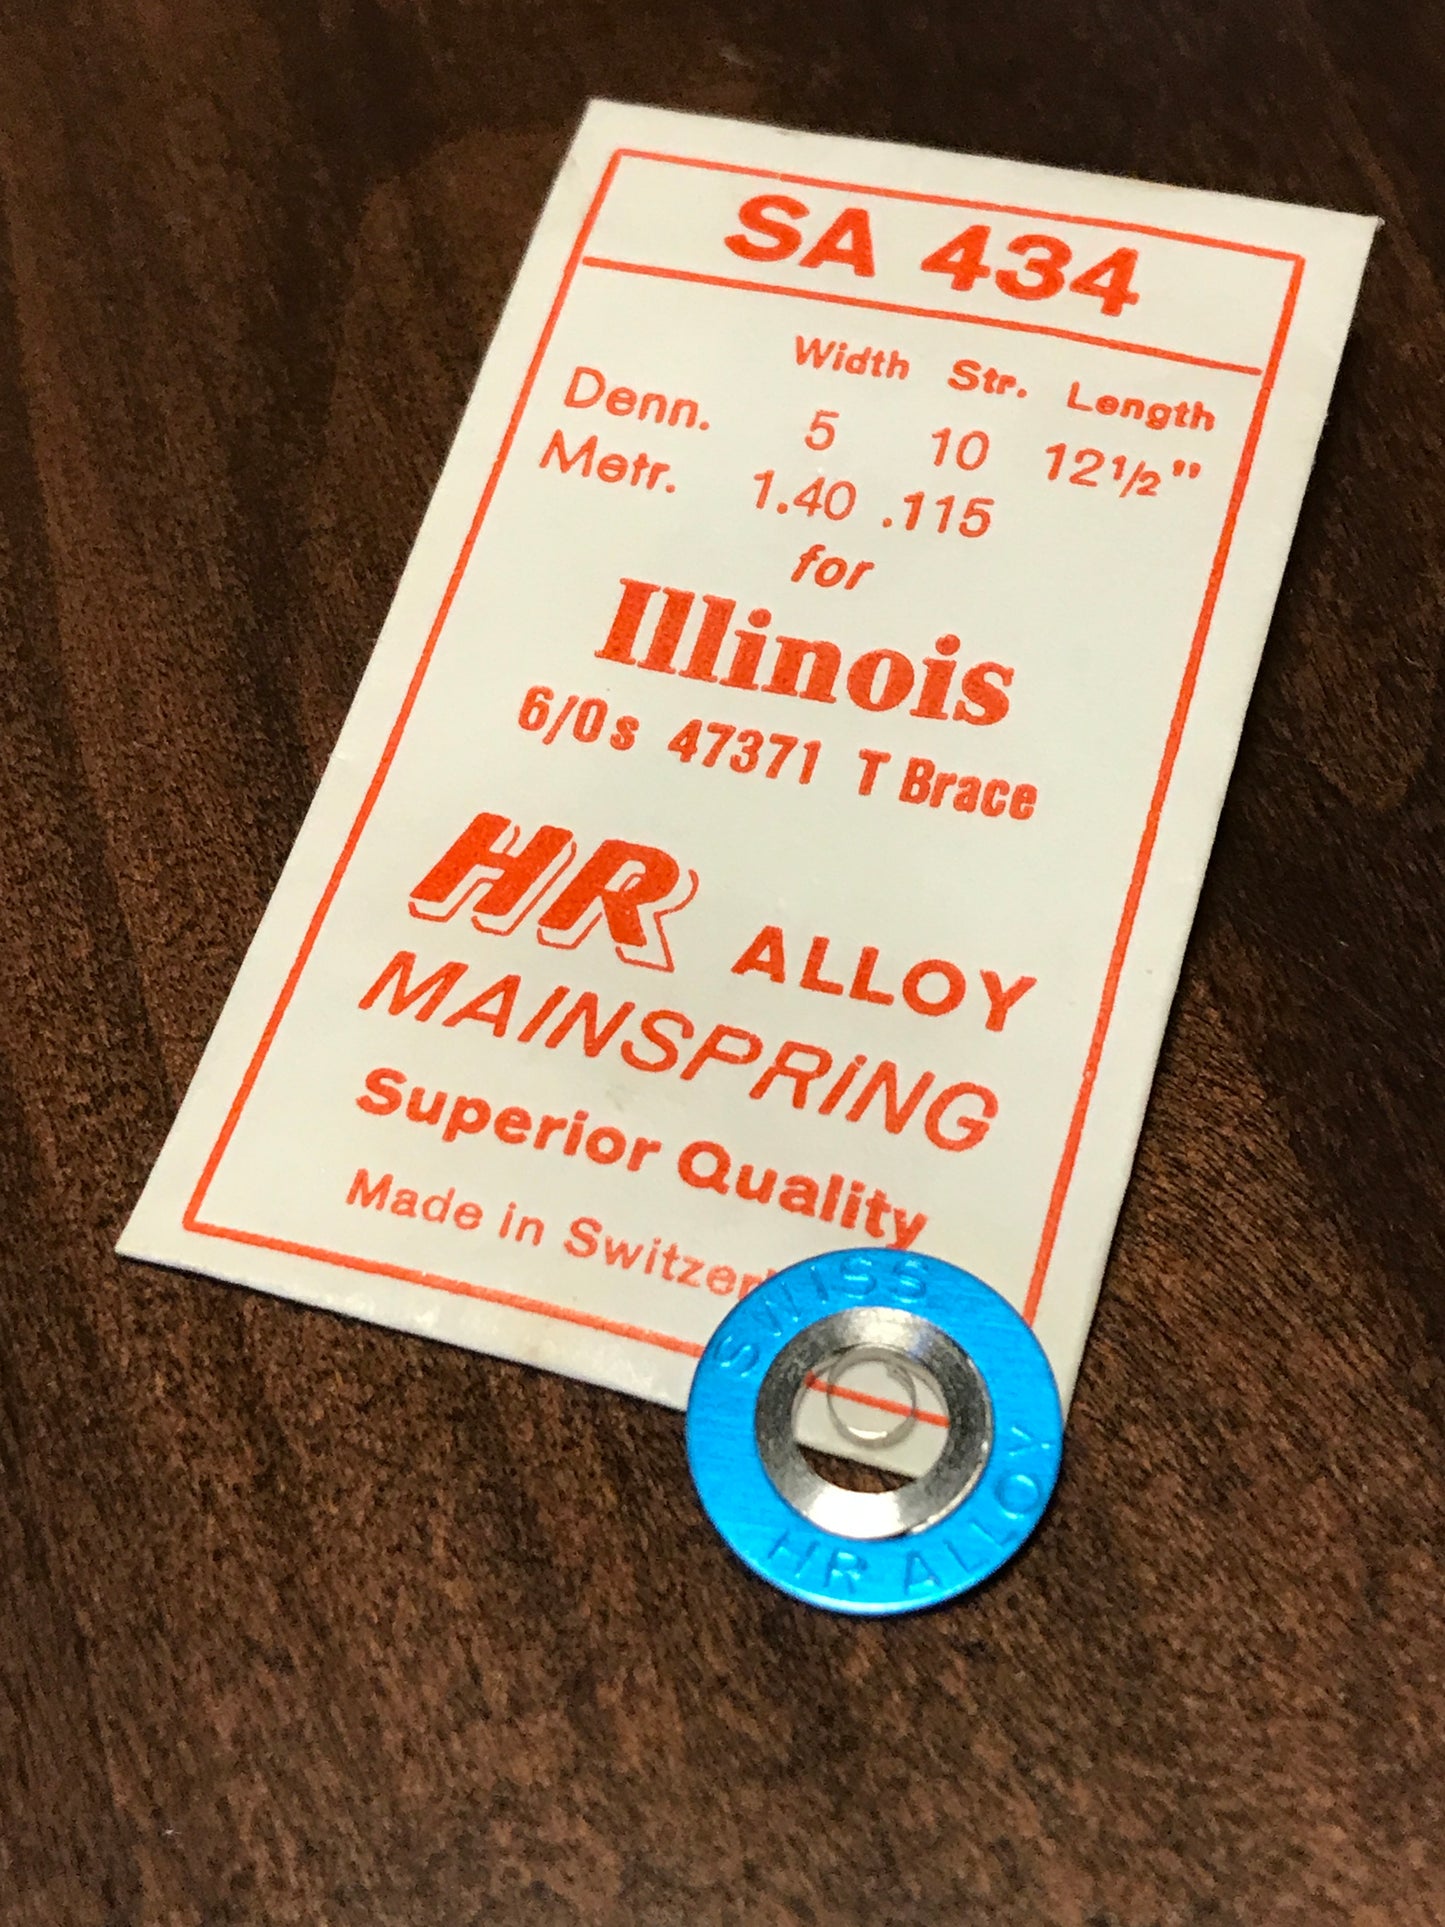 SA 434
Width Str. Length
Denn. 5 10 12½"
Metr. 1.40 .115
for
Illinois
6/0s 47371 T Brace
HR ALLOY
MAINSPRiNG
Superior Quality
Made in
SWISS
HR ALLOY